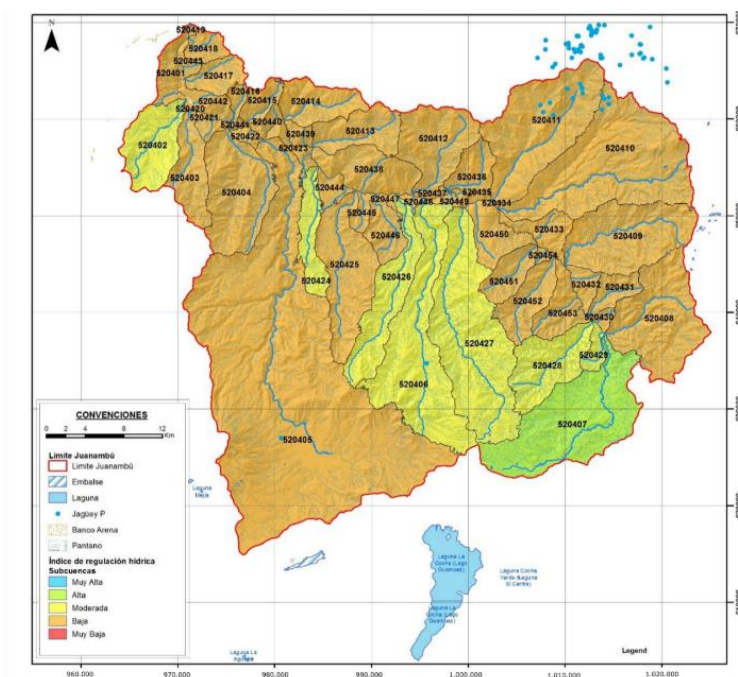 N
520419
520418
520443
520401
520417
520416
520442
520415
520414
520420
520421
520441
520440
520411
520422
520439
520413
520412
520402
520423
520410
520403
520438
520436
520404
520444
520447
520437
520435
520448
520449
520434
520445
520433
520446
520450
520409
520425
520454
520424
520426
520451
520432
520431
520452
520453
520430
520408
520427
520429
520428
520406
520407
520405
CONVENCIONES
0 2 4 8 12
Km
Limite Juanambú
Limite Juanambú
Embalse
Laguna
Jagüey P
Banco Arena
Pantano
Índice de regulación hídrica
Subcuencas
Muy Alta
Alta
Moderada
Baja
Muy Baja
Laguna
Laguna La
Cocha (Lago
Guamuez)
Laguna Cocha
Laguna La
Cocha (Lago
Guamuez)
Laguna La
Legend
960.000
970.000
980.000
990.000
1.000.000
1.010.000
1.020.000